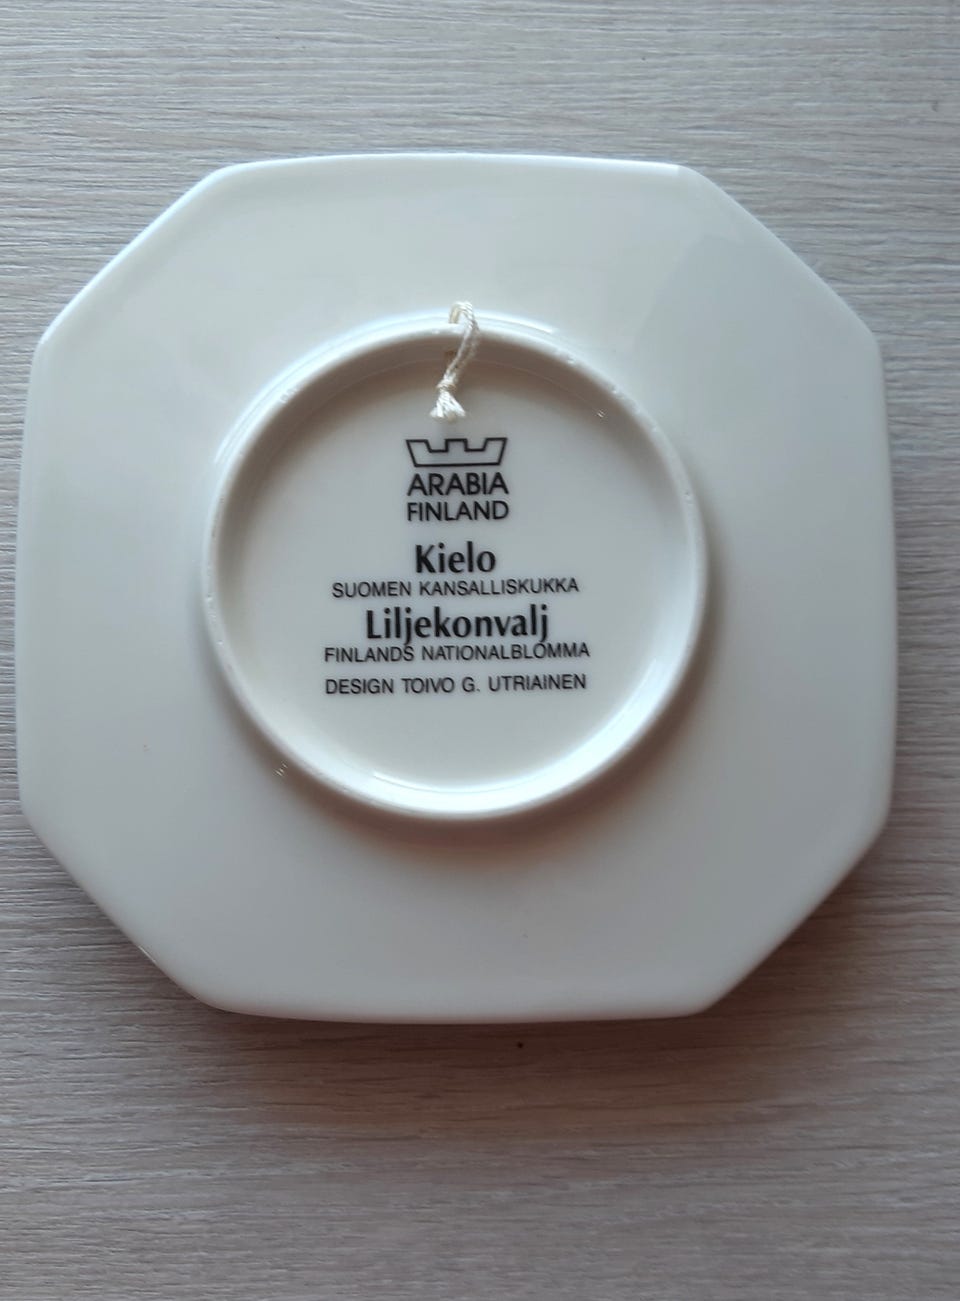 ARABIA
FINLAND
Kielo
SUOMEN KANSALLISKUKKA
Liljekonvalj
FINLANDS NATIONALBLOMMA
DESIGN TOIVO G. UTRIAINEN